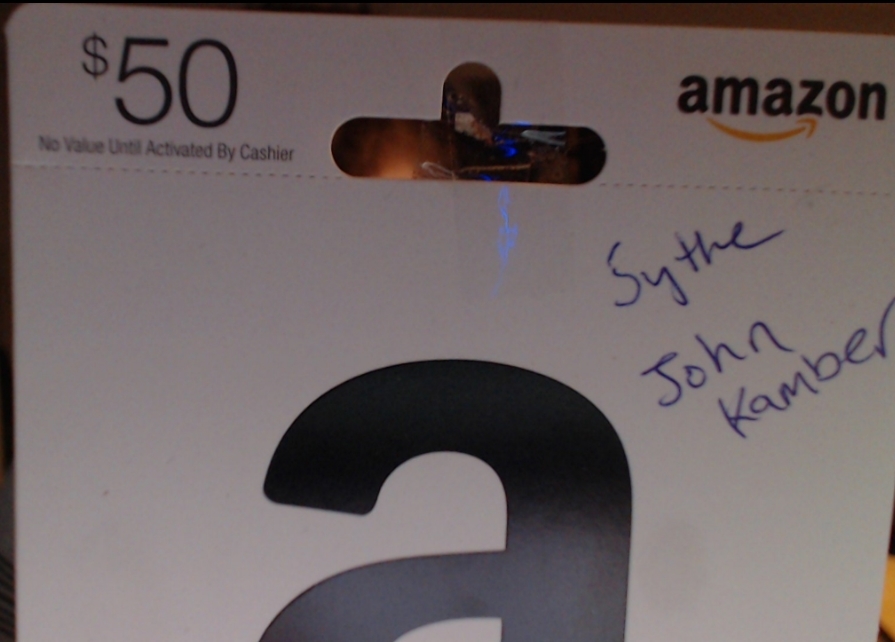 $50
amazon
No Value Until Activated By Cashier
Sythe
John
Kamber
a